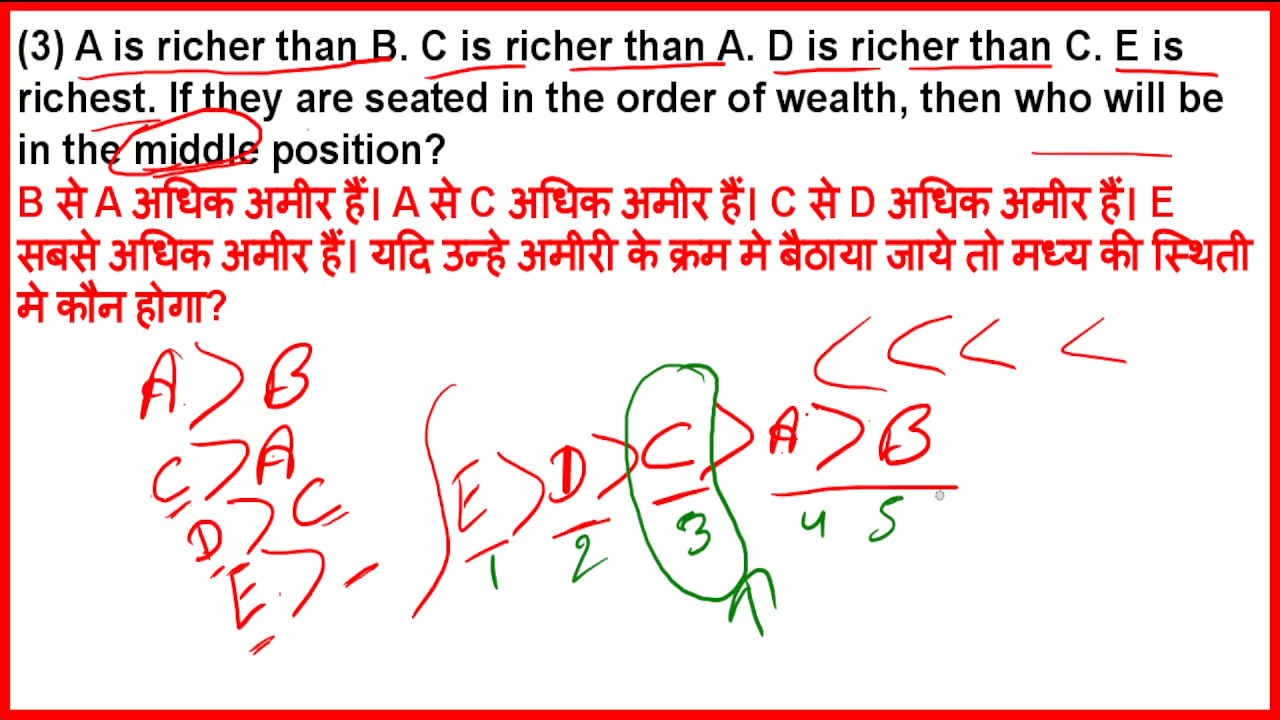 (3) A is richer than B. C is richer than A. D is richer than C. E is
richest. If they are seated in the order of wealth, then who will be
in the middle position?
B से A अधिक अमीर हैं। A से C अधिक अमीर हैं। C से D अधिक अमीर हैं। E
सबसे अधिक अमीर हैं। यदि उन्हे अमीरी के क्रम मे बैठाया जाये तो मध्य की स्थिती
मे कौन होगा?
< < < <
A > B
C > A
D > C
E > -
E > D > C > A > B
1 2 3 4 5